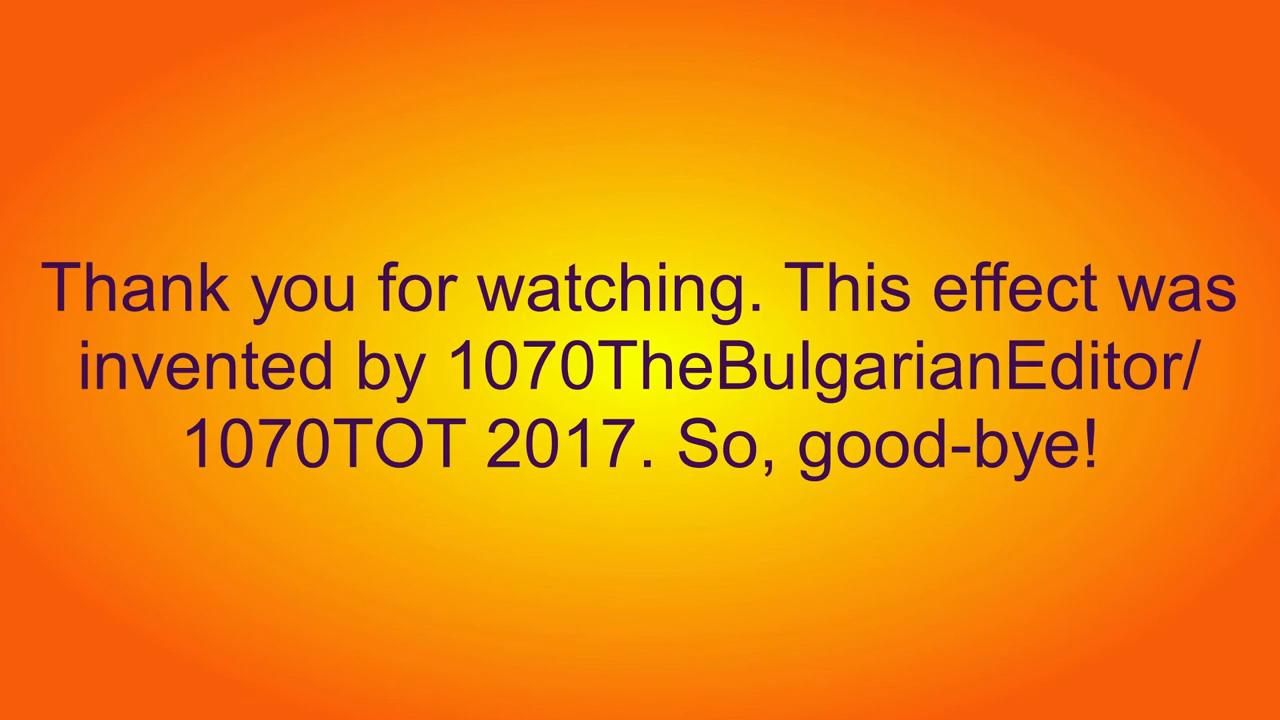 Thank you for watching. This effect was
invented by 1070TheBulgarianEditor/
1070TOT 2017. So, good-bye!